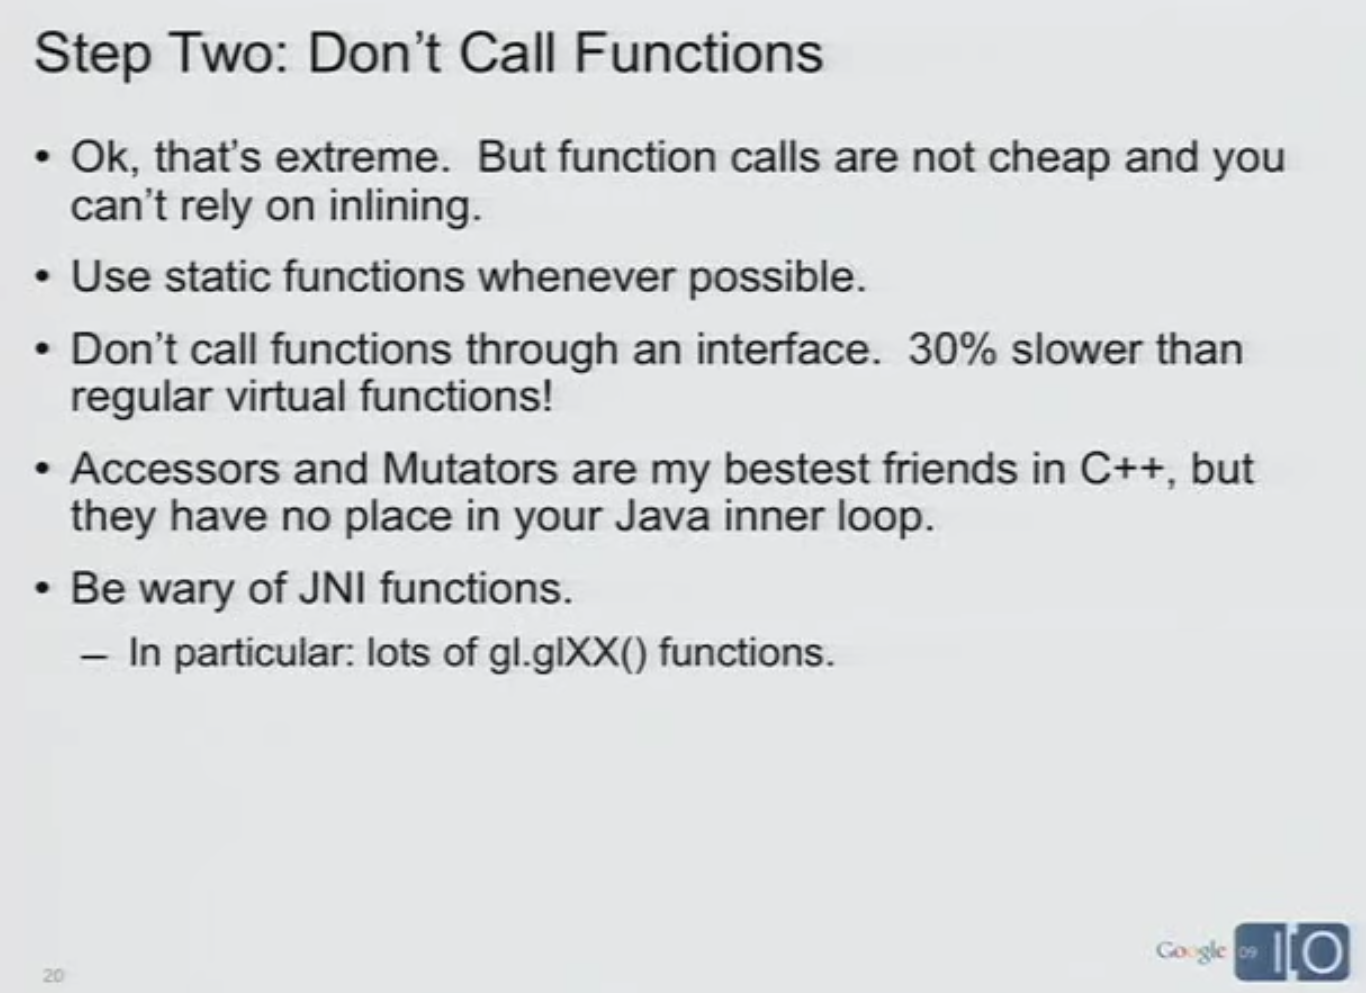 Step Two: Don't Call Functions
• Ok, that's extreme.  But function calls are not cheap and you
can't rely on inlining.
• Use static functions whenever possible.
• Don't call functions through an interface.  30% slower than
regular virtual functions!
• Accessors and Mutators are my bestest friends in C++, but
they have no place in your Java inner loop.
• Be wary of JNI functions.
– In particular: lots of gl.glXX() functions.
20
Google 09 I/O